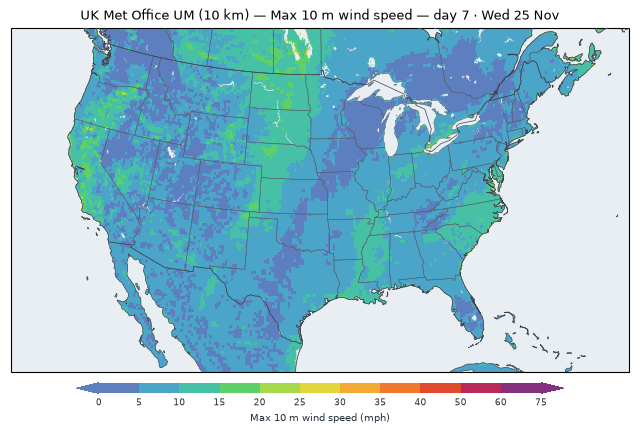 UK Met Office UM (10 km) — Max 10 m wind speed — day 7 · Wed 25 Nov
0 5 10 15 20 25 30 35 40 50 60 75
Max 10 m wind speed (mph)